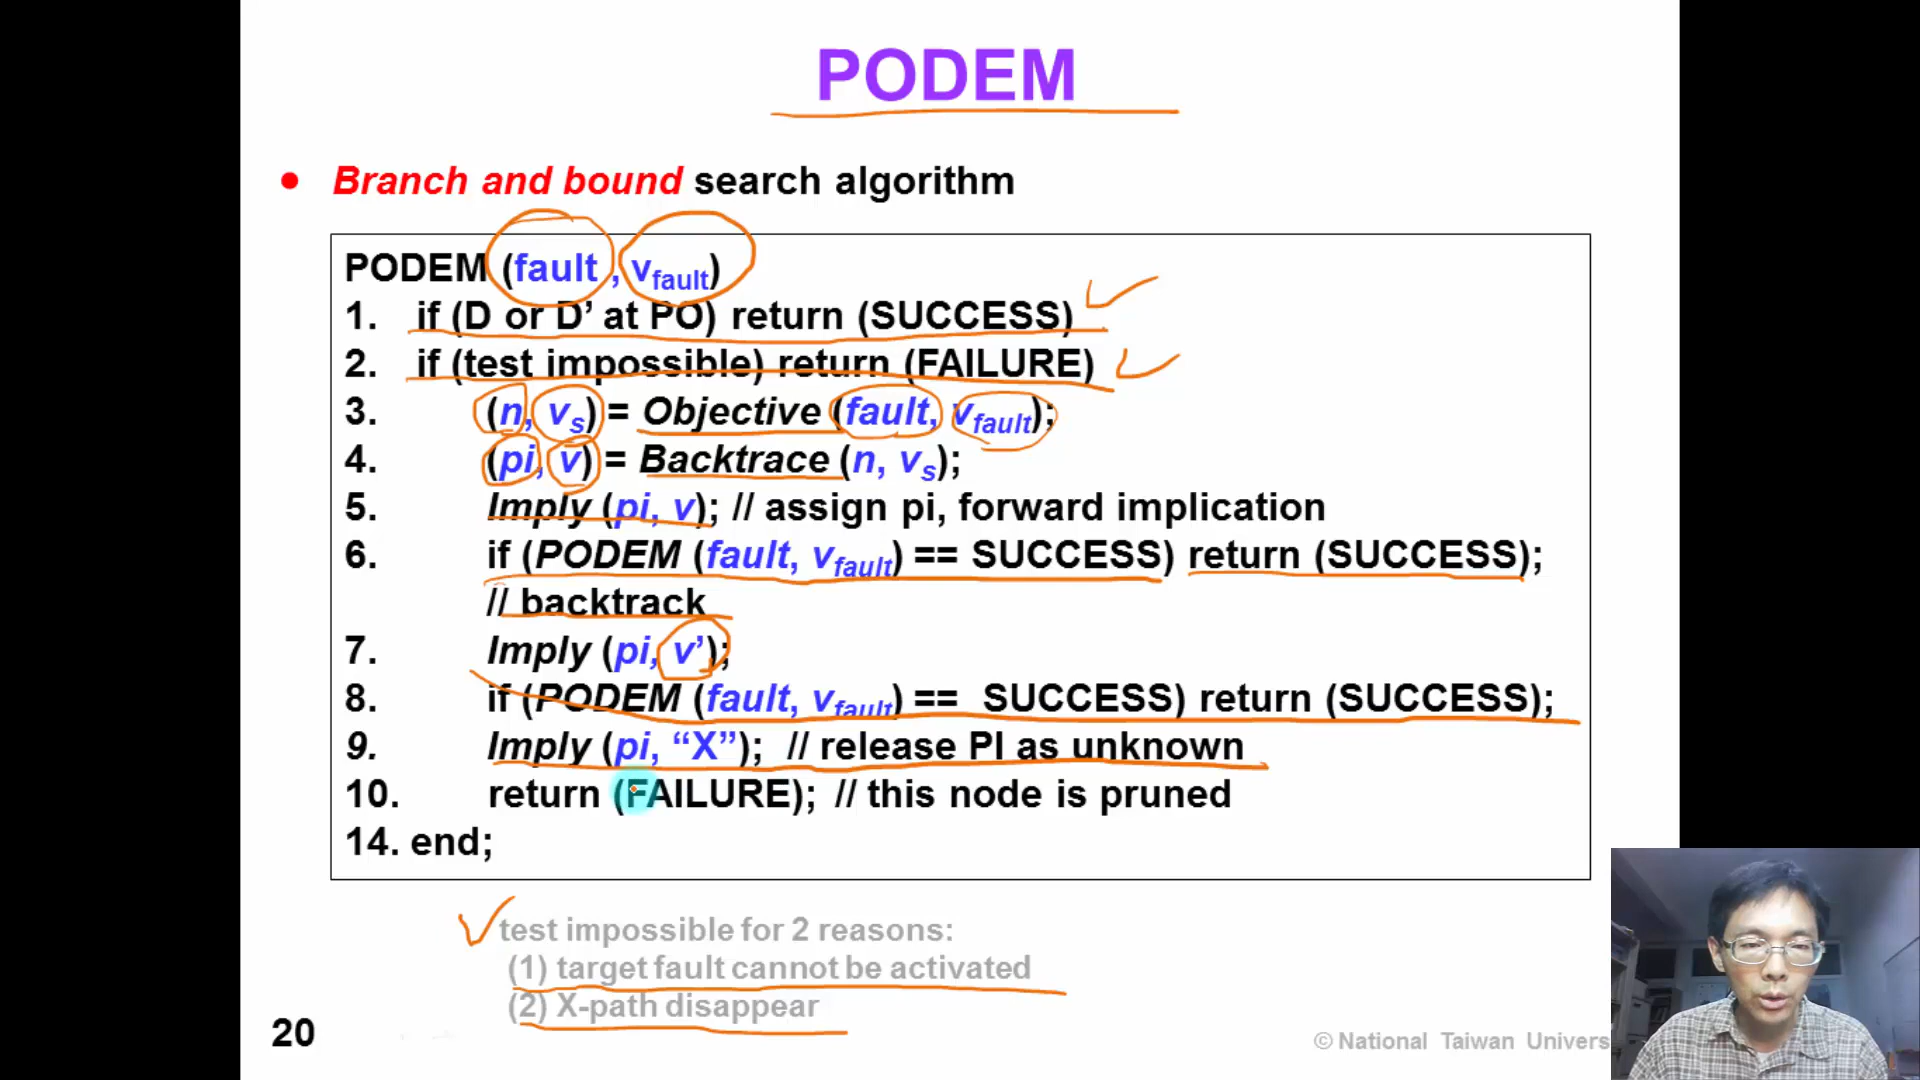 PODEM
• Branch and bound search algorithm
PODEM (fault , vfault)
1. if (D or D’ at PO) return (SUCCESS)
2. if (test impossible) return (FAILURE)
3. (n, vs) = Objective (fault, vfault);
4. (pi, v) = Backtrace (n, vs);
5. Imply (pi, v); // assign pi, forward implication
6. if (PODEM (fault, vfault) == SUCCESS) return (SUCCESS);
// backtrack
7. Imply (pi, v’);
8. if (PODEM (fault, vfault) == SUCCESS) return (SUCCESS);
9. Imply (pi, “X”); // release PI as unknown
10. return (FAILURE); // this node is pruned
14. end;
test impossible for 2 reasons:
(1) target fault cannot be activated
(2) X-path disappear
20
© National Taiwan Univers